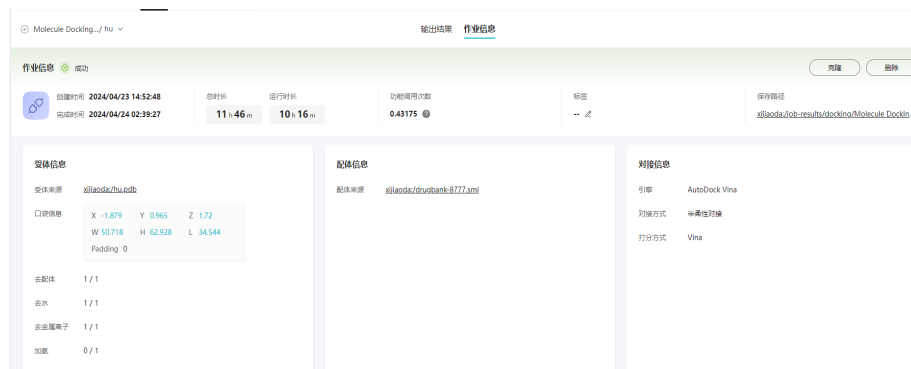 Molecule Docking.../ hu
输出结果 作业信息
作业信息 成功
克隆 删除
创建时间 2024/04/23 14:52:48
完成时间 2024/04/24 02:39:27
总时长 运行时长
11 h 46 m 10 h 16 m
功能调用次数
0.43175
标签
--
保存路径
xijiaoda:/job-results/docking/Molecule Dockin.
受体信息
受体来源 xijiaoda:/hu.pdb
口袋信息
X -1.879 Y 0.965 Z 1.72
W 50.718 H 62.928 L 34.544
Padding 0
去配体 1 / 1
去水 1 / 1
去金属离子 1 / 1
加氢 0 / 1
配体信息
配体来源 xijiaoda:/drugbank-8777.smi
对接信息
引擎 AutoDock Vina
对接方式 半柔性对接
打分方式 Vina